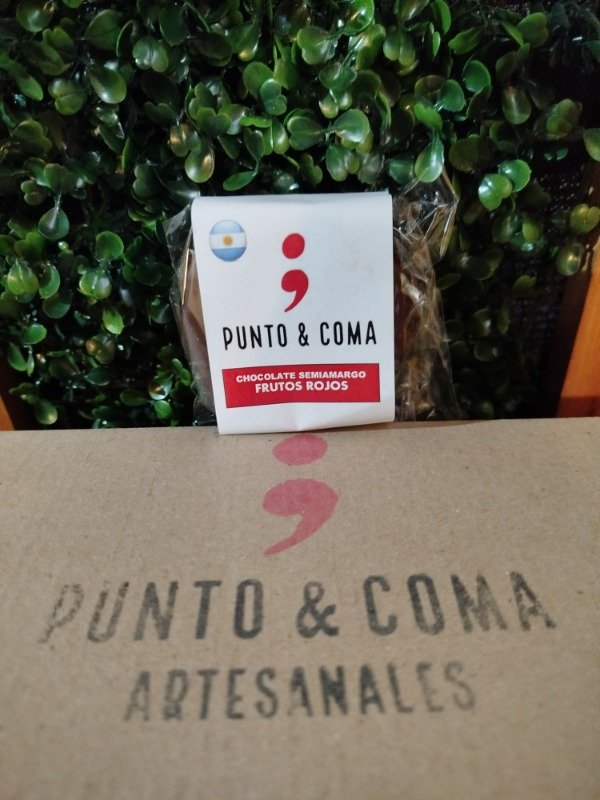 PUNTO & COMA
CHOCOLATE SEMIAMARGO
FRUTOS ROJOS
PUNTO & COMA
ARTESANALES